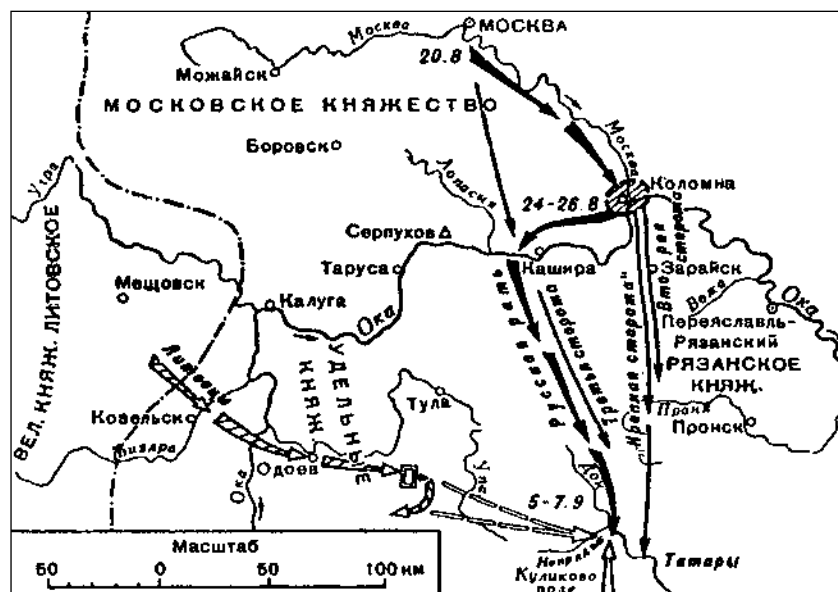 МОСКВА
Москва
20.8
Можайск
МОСКОВСКОЕ КНЯЖЕСТВО
Боровск
Москва
Угра
Лопасня
Коломна
24-26.8
Серпухов
Вторая сторожа
Таруса
Кашира
Зарайск
Мещовск
Вожа
Ока
Калуга
Ока
Переяславль-
Рязанский
РЯЗАНСКОЕ
КНЯЖ.
ВЕЛ. КНЯЖ. ЛИТОВСКОЕ
Литовцы
УДЕЛЬНЫЕ
КНЯЖ
Русская рать
Третья сторожа
"Крепкая сторожа"
Тула
Козельск
Проня
Пронск
Жиздра
Одоев
Ока
Упа
Дон
5-7.9
Непрядва
Куликово
поле
Татары
Масштаб
50 0 50 100 км